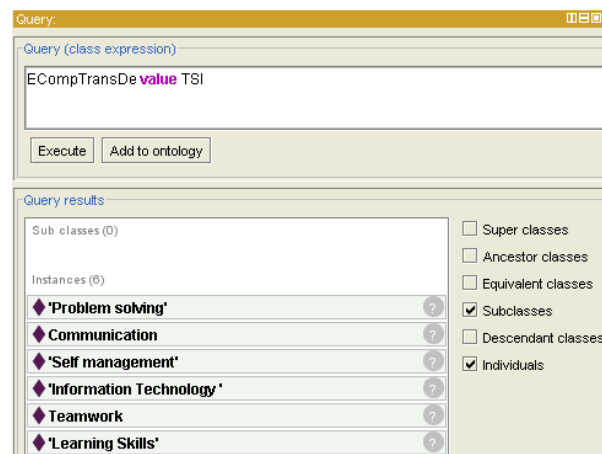 Query:
Query (class expression)
ECompTransDe value TSI
Execute
Add to ontology
Query results
Sub classes (0)
Instances (6)
'Problem solving'
?
Communication
?
'Self management'
?
'Information Technology '
?
Teamwork
?
'Learning Skills'
?
Super classes
Ancestor classes
Equivalent classes
Subclasses
Descendant classes
Individuals